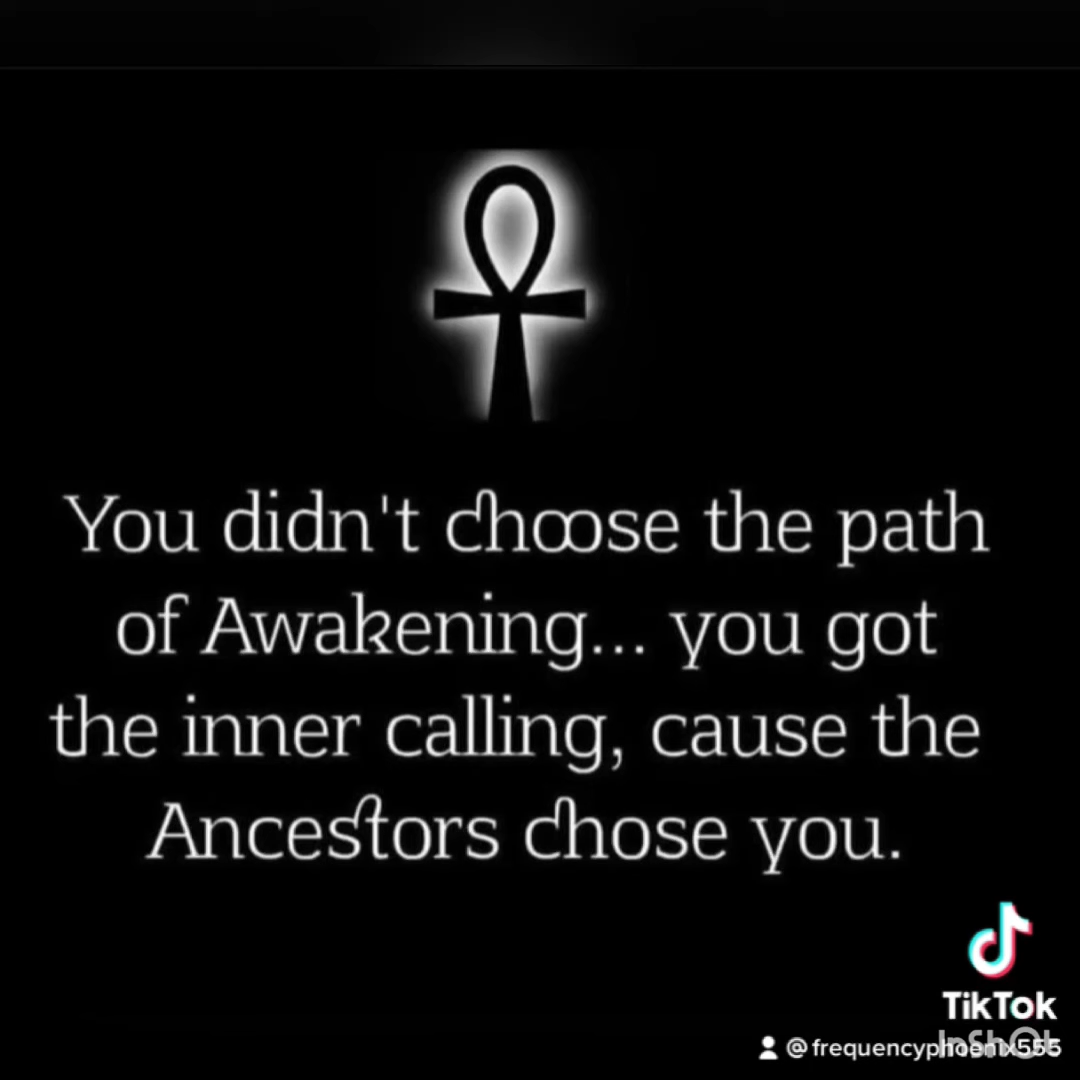 You didn't choose the path
of Awakening... you got
the inner calling, cause the
Ancestors chose you.
TikTok
InShOt
@frequencyphoenix555